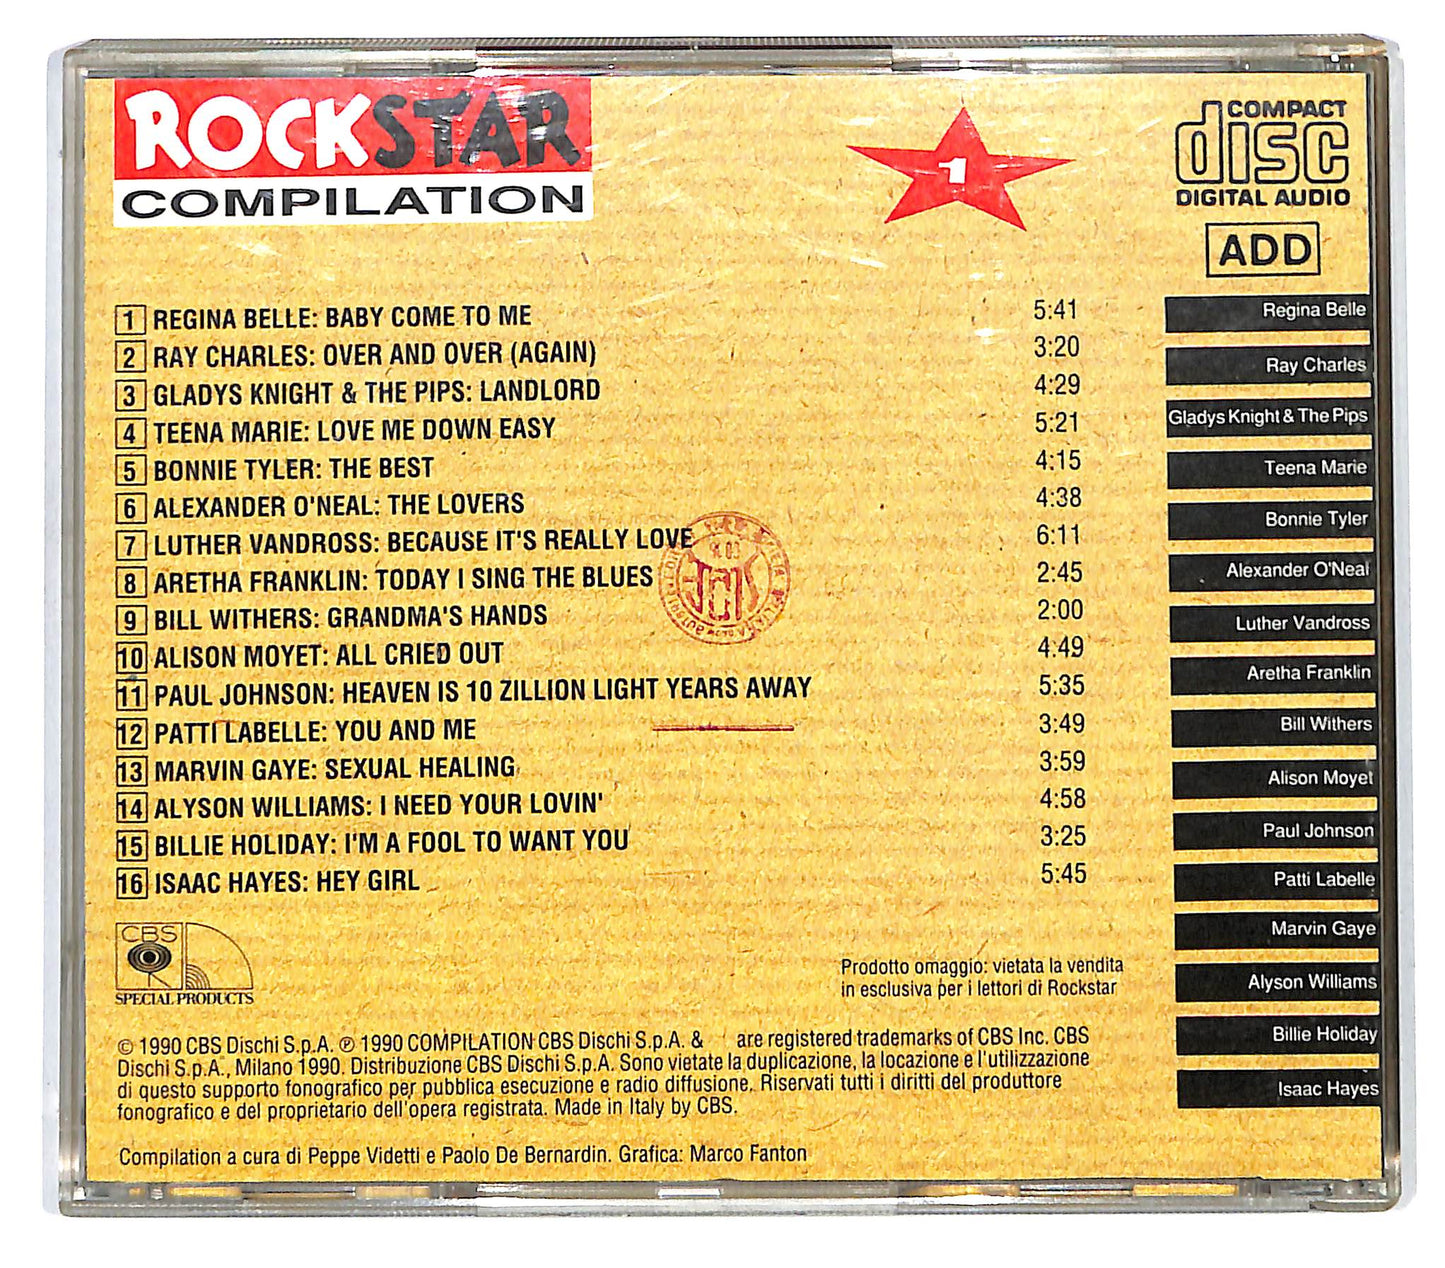 ROCKSTAR
COMPILATION
1
COMPACT
disc
DIGITAL AUDIO
ADD
1 REGINA BELLE: BABY COME TO ME 5:41
2 RAY CHARLES: OVER AND OVER (AGAIN) 3:20
3 GLADYS KNIGHT & THE PIPS: LANDLORD 4:29
4 TEENA MARIE: LOVE ME DOWN EASY 5:21
5 BONNIE TYLER: THE BEST 4:15
6 ALEXANDER O'NEAL: THE LOVERS 4:38
7 LUTHER VANDROSS: BECAUSE IT'S REALLY LOVE 6:11
8 ARETHA FRANKLIN: TODAY I SING THE BLUES 2:45
9 BILL WITHERS: GRANDMA'S HANDS 2:00
10 ALISON MOYET: ALL CRIED OUT 4:49
11 PAUL JOHNSON: HEAVEN IS 10 ZILLION LIGHT YEARS AWAY 5:35
12 PATTI LABELLE: YOU AND ME 3:49
13 MARVIN GAYE: SEXUAL HEALING 3:59
14 ALYSON WILLIAMS: I NEED YOUR LOVIN' 4:58
15 BILLIE HOLIDAY: I'M A FOOL TO WANT YOU 3:25
16 ISAAC HAYES: HEY GIRL 5:45
Regina Belle
Ray Charles
Gladys Knight & The Pips
Teena Marie
Bonnie Tyler
Alexander O'Neal
Luther Vandross
Aretha Franklin
Bill Withers
Alison Moyet
Paul Johnson
Patti Labelle
Marvin Gaye
Alyson Williams
Billie Holiday
Isaac Hayes
CBS
SPECIAL PRODUCTS
Prodotto omaggio: vietata la vendita
in esclusiva per i lettori di Rockstar
© 1990 CBS Dischi S.p.A. ℗ 1990 COMPILATION CBS Dischi S.p.A. & are registered trademarks of CBS Inc. CBS
Dischi S.p.A., Milano 1990. Distribuzione CBS Dischi S.p.A. Sono vietate la duplicazione, la locazione e l'utilizzazione
di questo supporto fonografico per pubblica esecuzione e radio diffusione. Riservati tutti i diritti del produttore
fonografico e del proprietario dell'opera registrata. Made in Italy by CBS.
Compilation a cura di Peppe Videtti e Paolo De Bernardin. Grafica: Marco Fanton